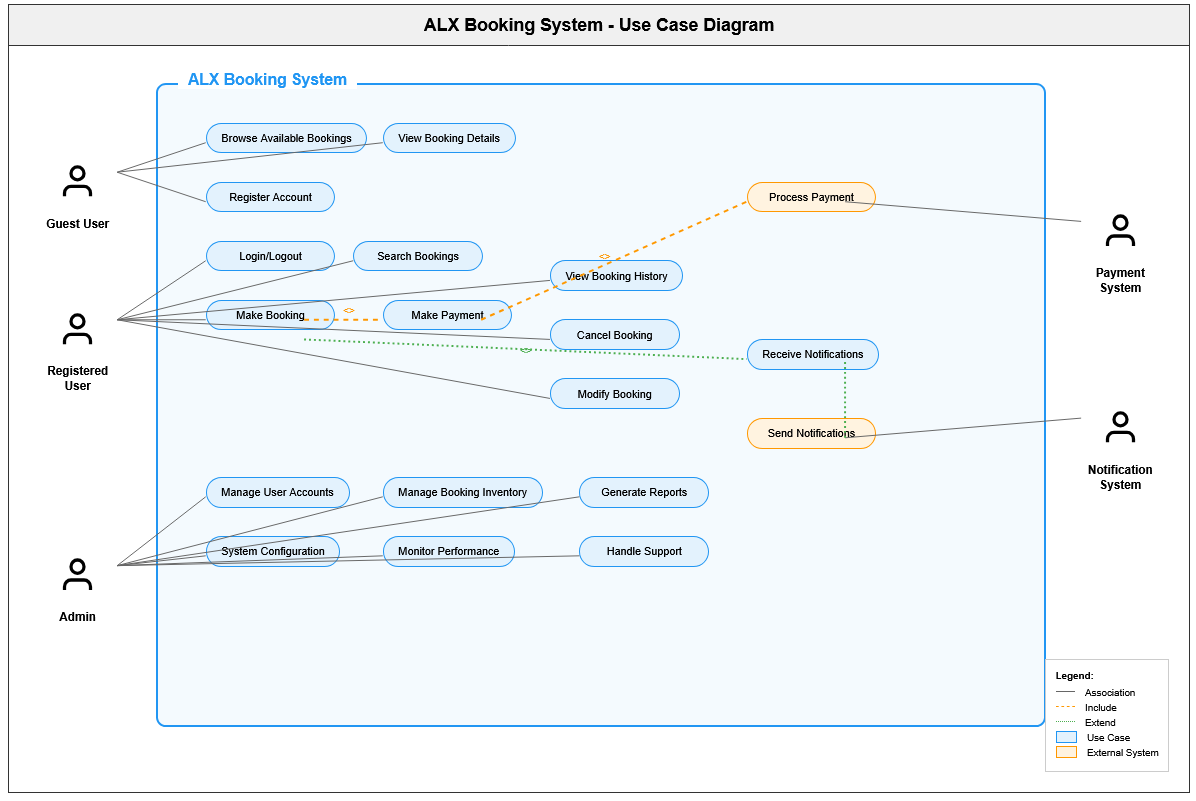 ALX Booking System - Use Case Diagram
ALX Booking System
Browse Available Bookings
View Booking Details
Guest User
Register Account
Process Payment
Payment
System
Login/Logout
Search Bookings
View Booking History
Make Booking
<>
Make Payment
<>
Cancel Booking
<>
Receive Notifications
Registered
User
Modify Booking
Send Notifications
Notification
System
Manage User Accounts
Manage Booking Inventory
Generate Reports
System Configuration
Monitor Performance
Handle Support
Admin
Legend:
Association
Include
Extend
Use Case
External System